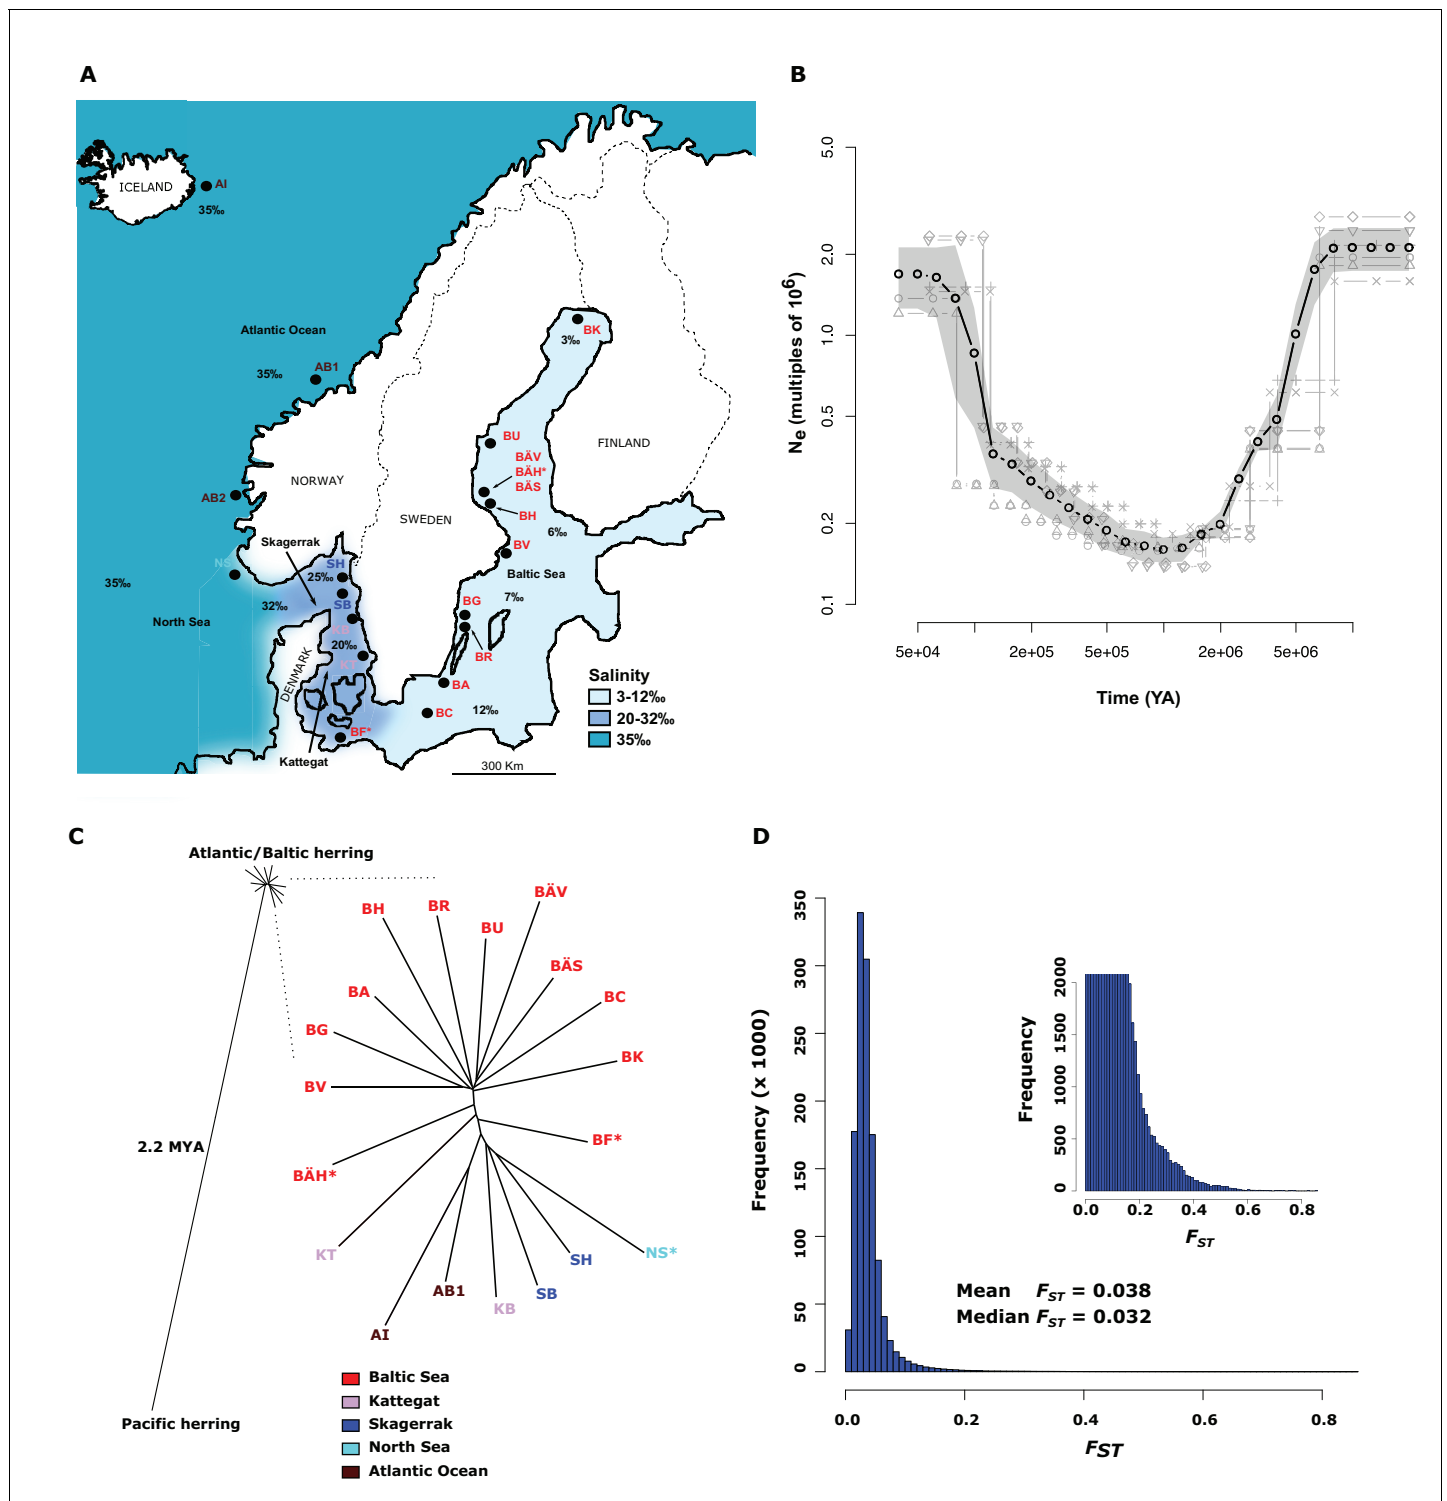 A
ICELAND
AI
35‰
Atlantic Ocean
AB1
35‰
BK
3‰
BU
FINLAND
BÄV
BÄH*
BÄS
NORWAY
AB2
SWEDEN
BH
6‰
Skagerrak
BV
NS
SH
25‰
Baltic Sea
35‰
7‰
32‰
SB
BG
North Sea
KB
20‰
BR
KT
DENMARK
BA
12‰
BC
BF*
Kattegat
300 Km
Salinity
3-12‰
20-32‰
35‰
B
Ne (multiples of 10^6)
5.0
2.0
1.0
0.5
0.2
0.1
5e+04 2e+05 5e+05 2e+06 5e+06
Time (YA)
C
Atlantic/Baltic herring
BÄV
BH
BR
BU
BÄS
BA
BC
BG
BK
BV
BF*
2.2 MYA
BÄH*
KT
NS*
SH
AB1
SB
KB
AI
Pacific herring
Baltic Sea
Kattegat
Skagerrak
North Sea
Atlantic Ocean
D
Frequency (x 1000)
350
300
250
200
150
100
50
0
0.0 0.2 0.4 0.6 0.8
FST
Frequency
2000
1500
1000
500
0
0.0 0.2 0.4 0.6 0.8
FST
Mean FST = 0.038
Median FST = 0.032